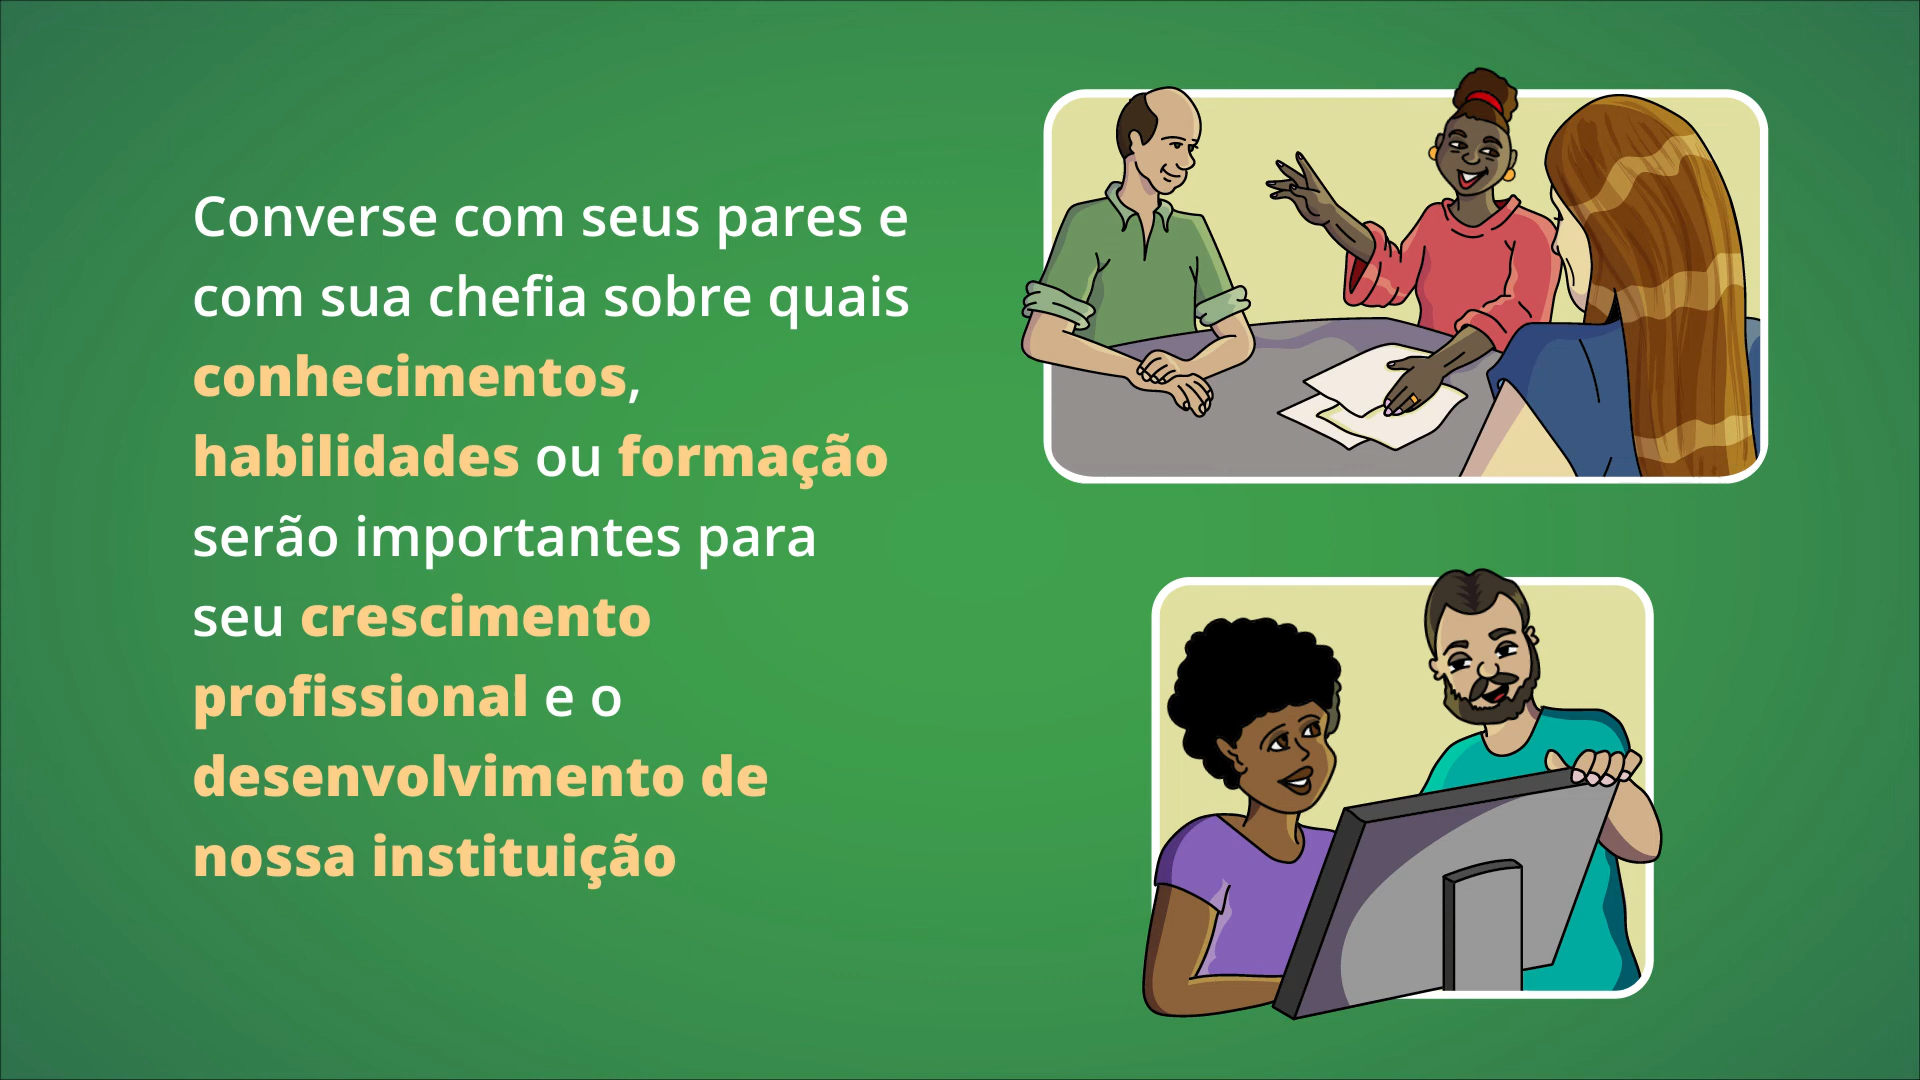 Converse com seus pares e
com sua chefia sobre quais
conhecimentos,
habilidades ou formação
serão importantes para
seu crescimento
profissional e o
desenvolvimento de
nossa instituição